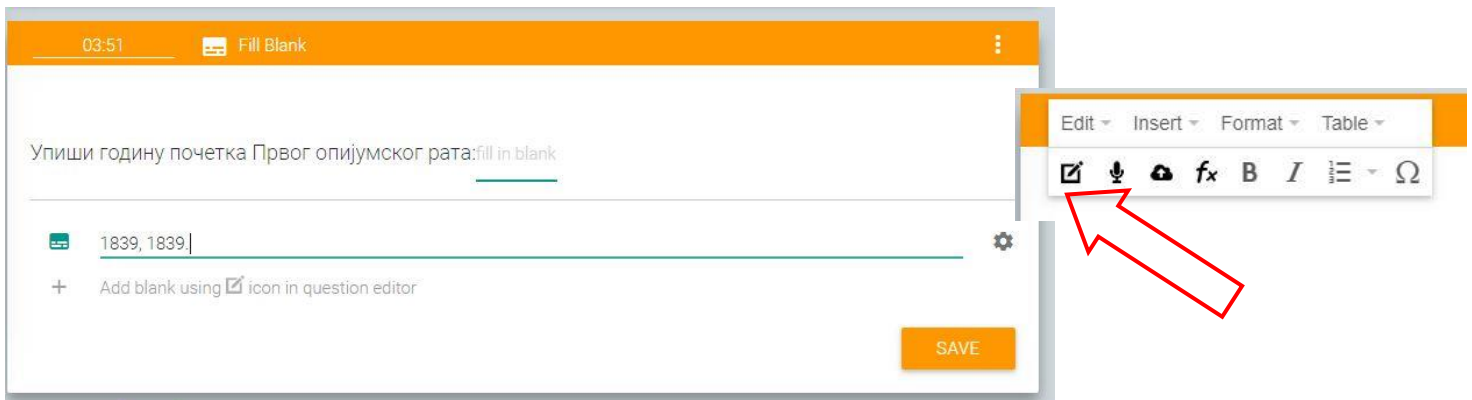 03:51 Fill Blank
Упиши годину почетка Првог опијумског рата:fill in blank
1839, 1839.
+ Add blank using icon in question editor
SAVE
Edit Insert Format Table
fx B I Ω